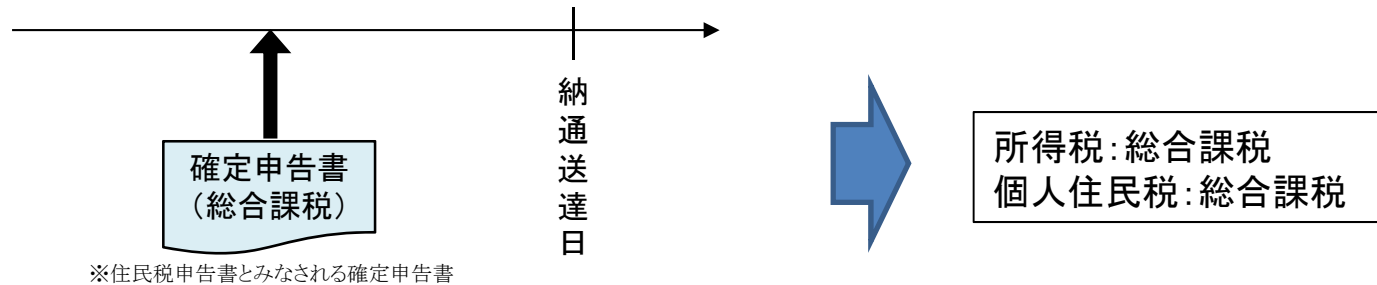 納通送達日
確定申告書
(総合課税)
※住民税申告書とみなされる確定申告書
所得税:総合課税
個人住民税:総合課税